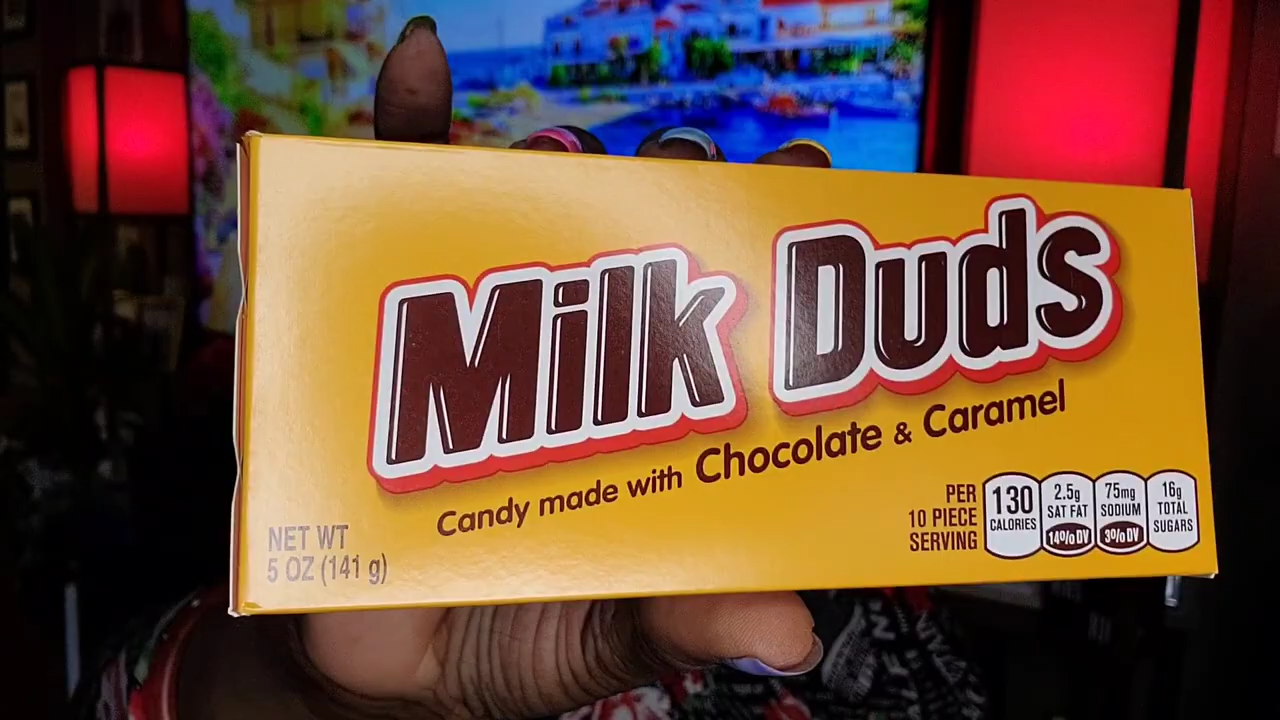 Milk Duds
Candy made with Chocolate & Caramel
NET WT
5 OZ (141 g)
PER
10 PIECE
SERVING
130
CALORIES
2.5g
SAT FAT
14% DV
75mg
SODIUM
3% DV
16g
TOTAL
SUGARS